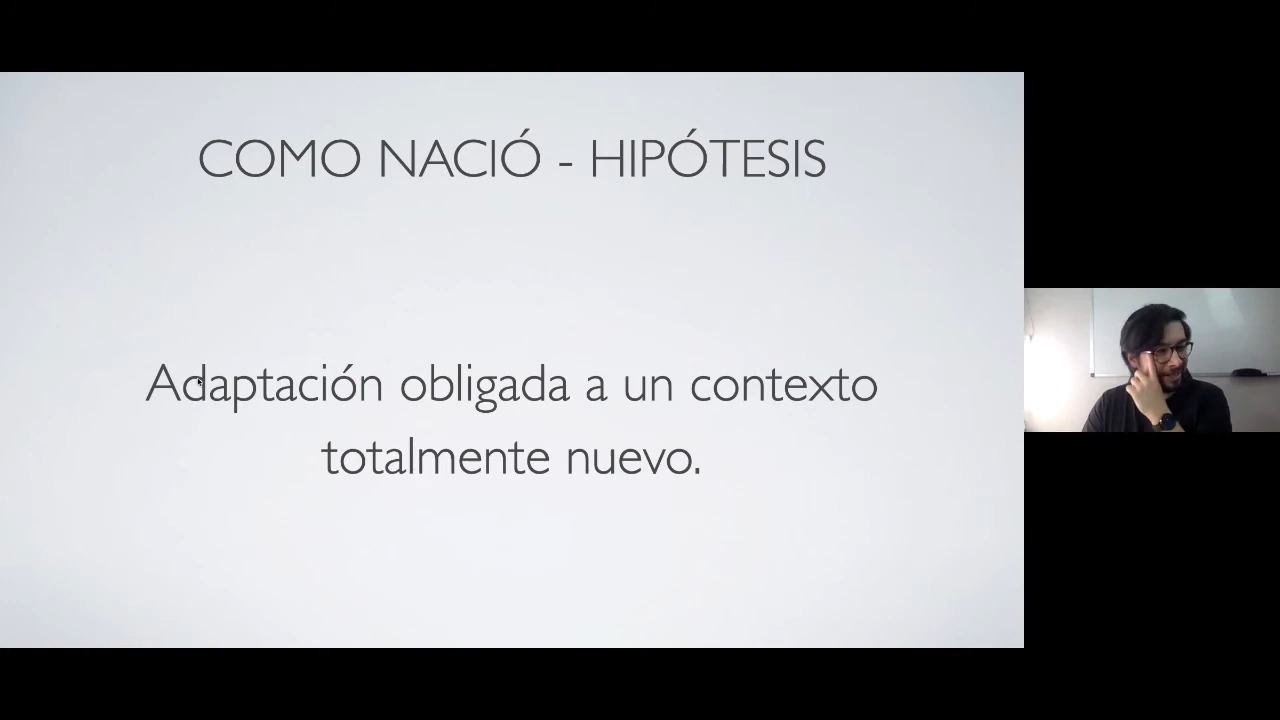 COMO NACIÓ - HIPÓTESIS
Adaptación obligada a un contexto
totalmente nuevo.